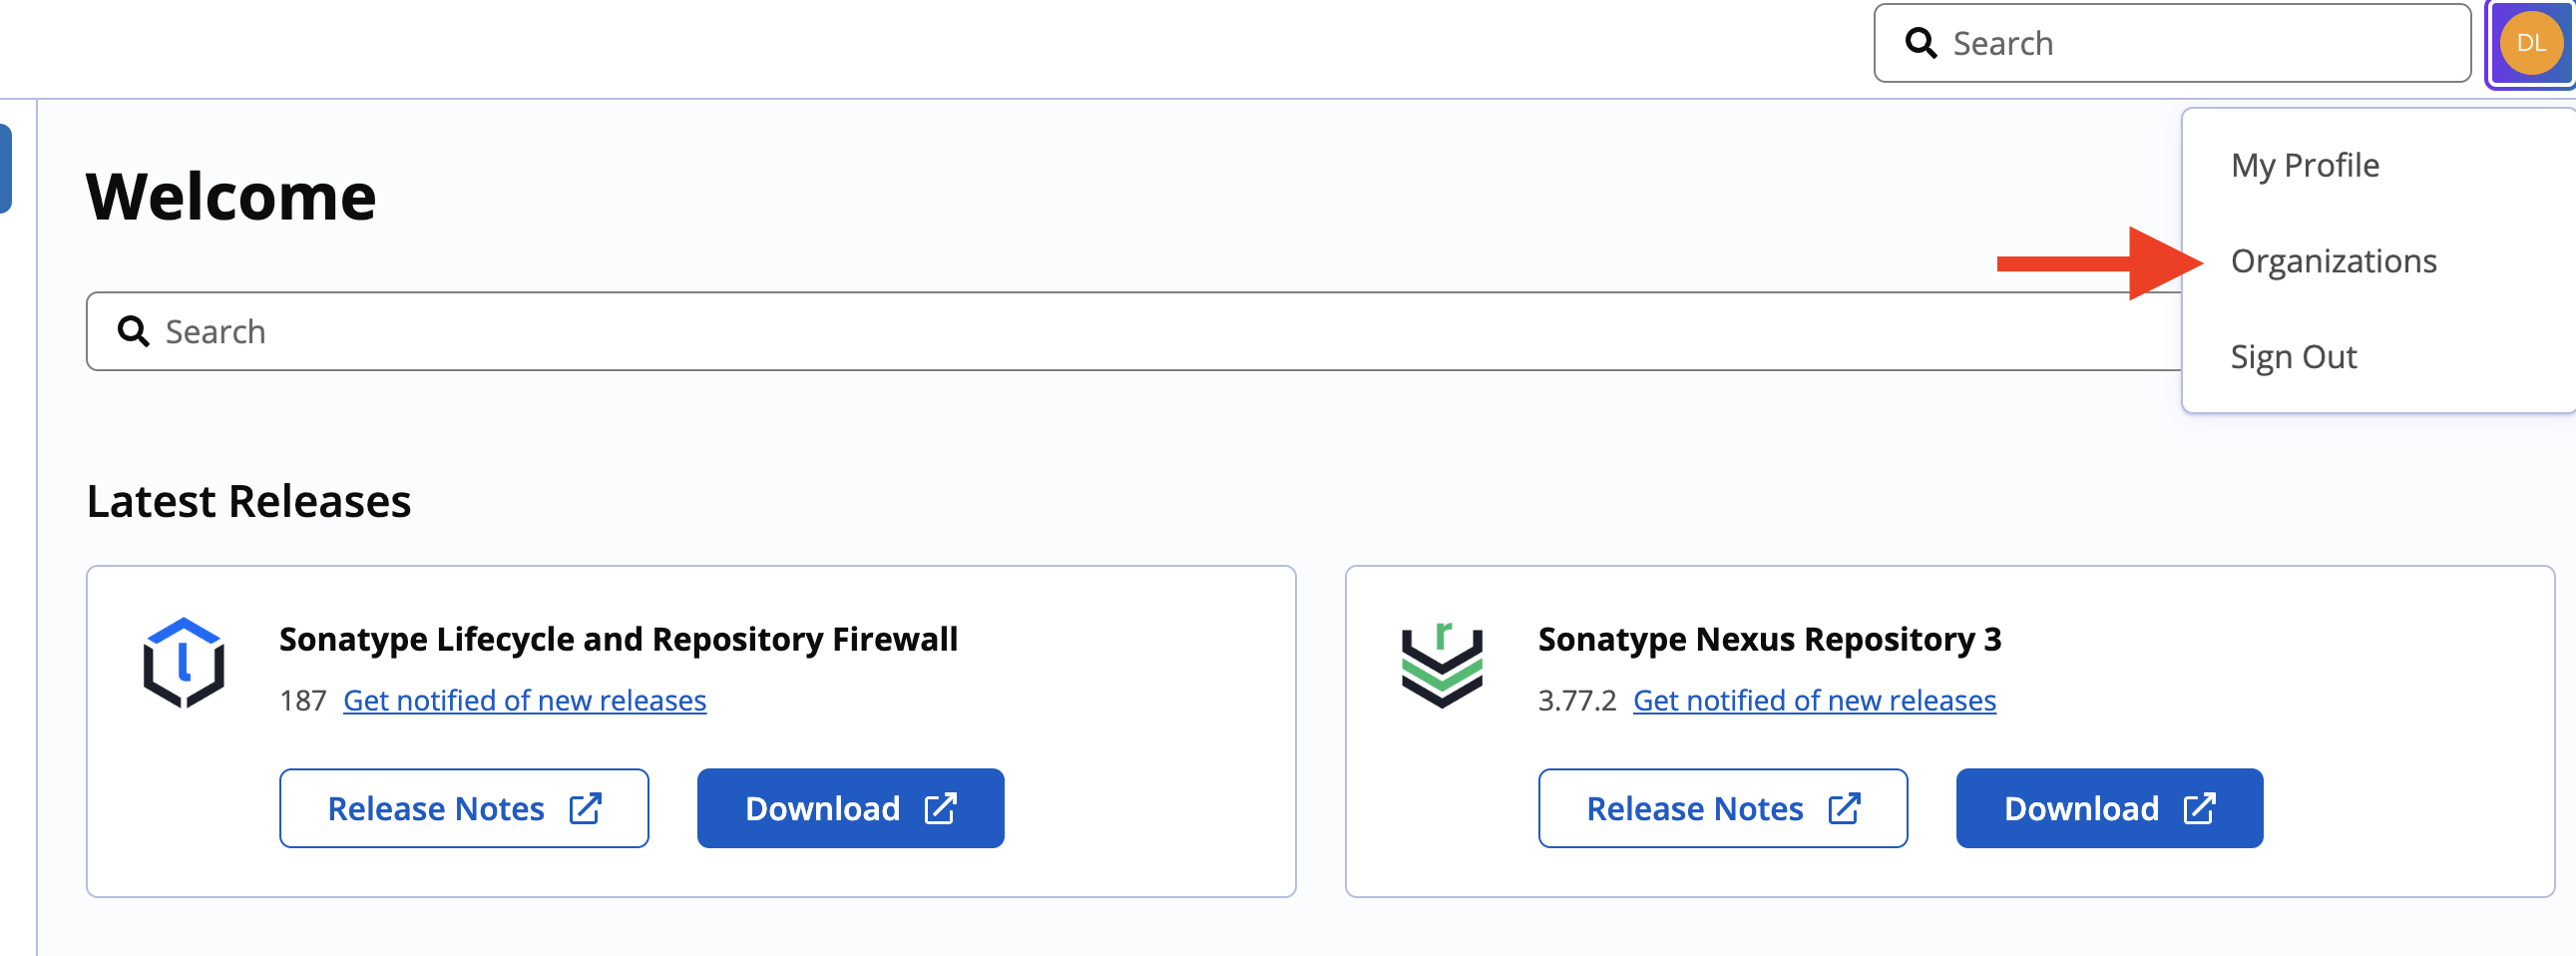 Search
DL
My Profile
Organizations
Sign Out
Welcome
Search
Latest Releases
Sonatype Lifecycle and Repository Firewall
187 Get notified of new releases
Release Notes Download
Sonatype Nexus Repository 3
3.77.2 Get notified of new releases
Release Notes Download